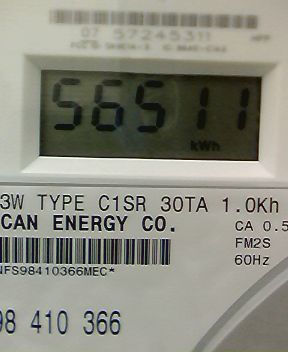 07 57245311
56511
kWh
3W TYPE C1SR 30TA 1.0Kh
CAN ENERGY CO.
CA 0.5
FM2S
60Hz
NFS98410366MEC*
98 410 366